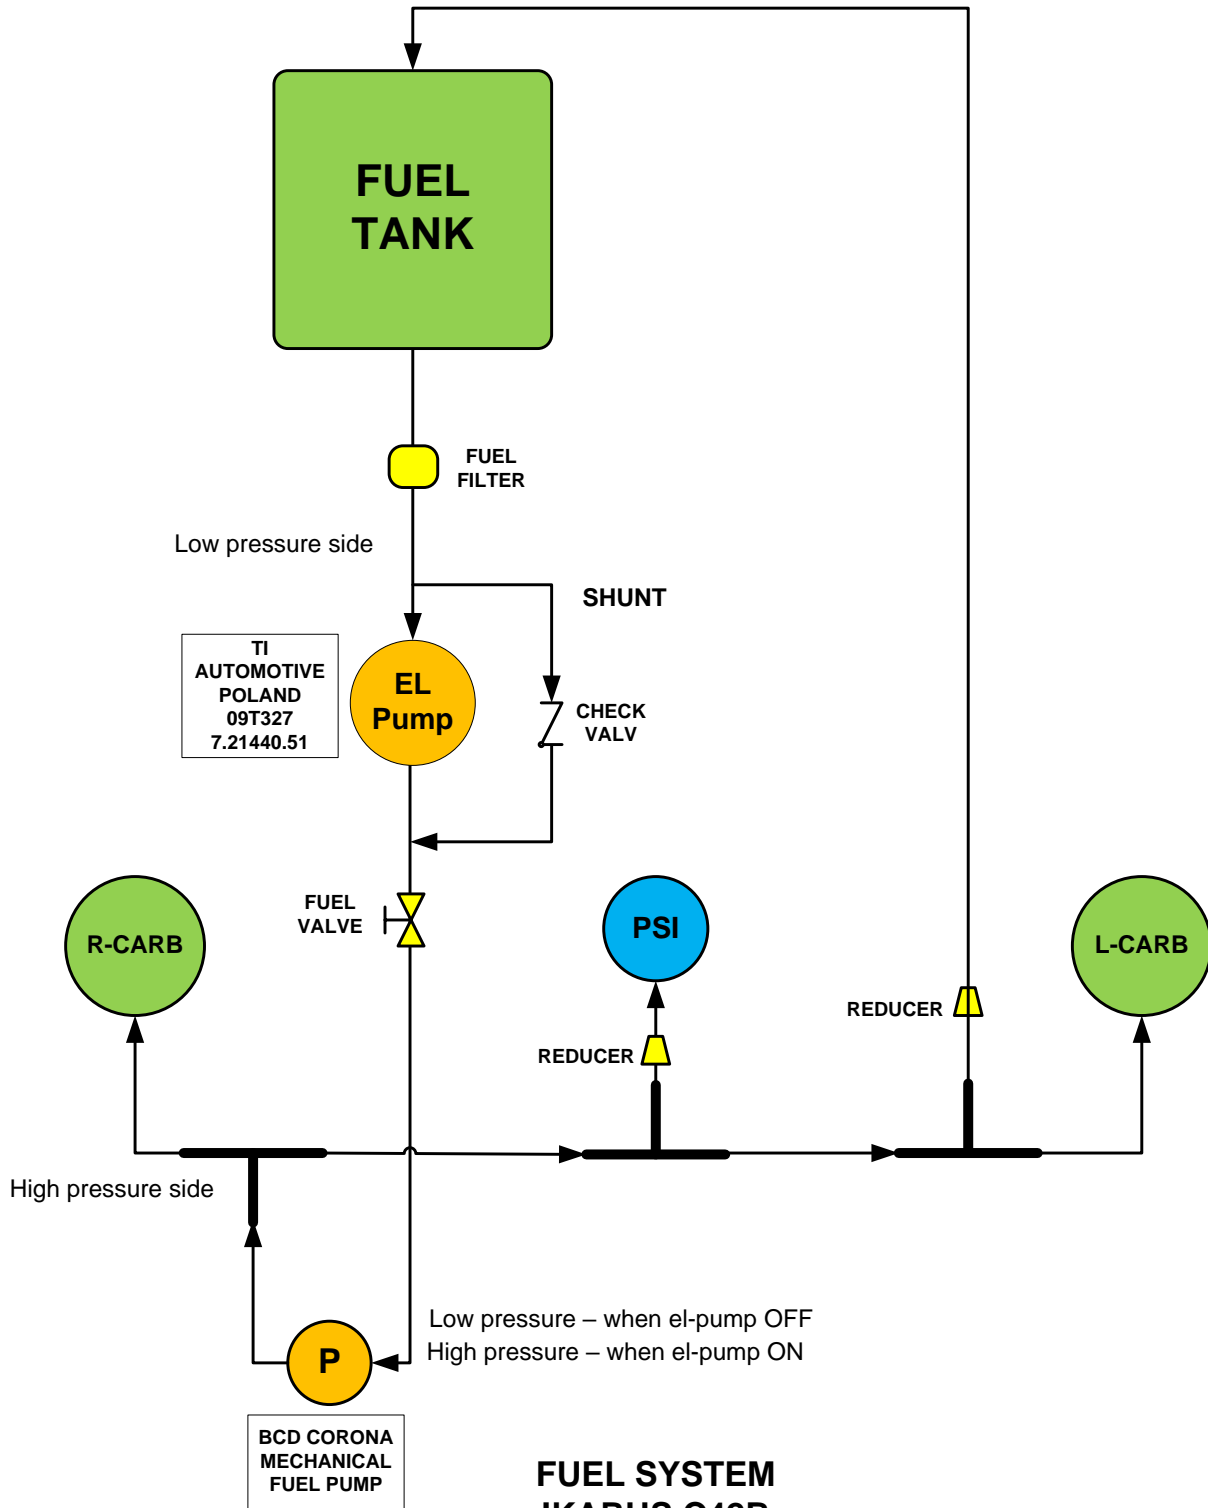 FUEL
TANK
FUEL
FILTER
Low pressure side
SHUNT
TI
AUTOMOTIVE
POLAND
09T327
7.21440.51
EL
Pump
CHECK
VALV
FUEL
VALVE
R-CARB
PSI
L-CARB
REDUCER
REDUCER
High pressure side
Low pressure – when el-pump OFF
High pressure – when el-pump ON
P
BCD CORONA
MECHANICAL
FUEL PUMP
FUEL SYSTEM
IKARUS C42B